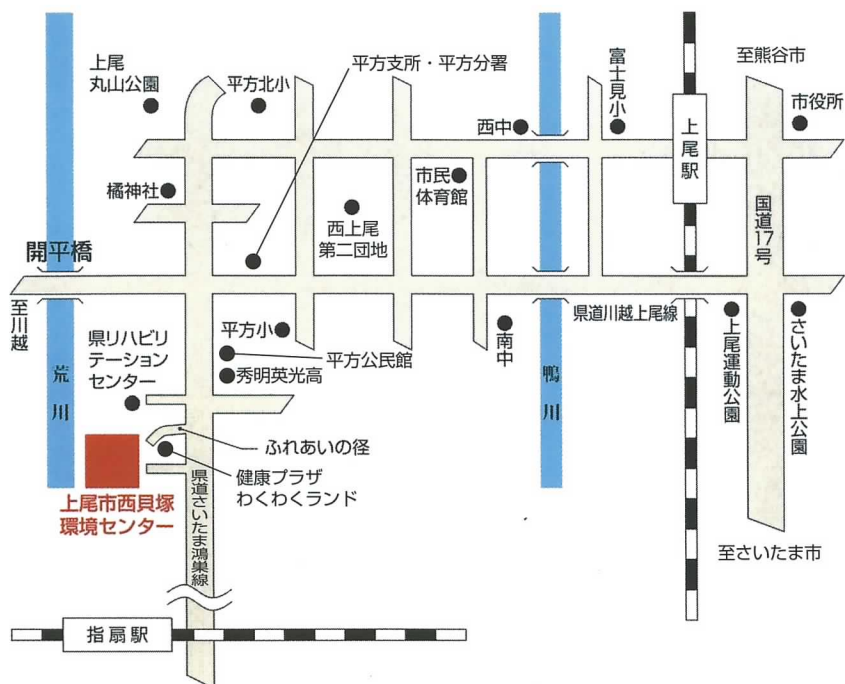 上尾
丸山公園
平方北小
平方支所・平方分署
富士見小
至熊谷市
西中
市役所
上尾駅
橘神社
市民
体育館
西上尾
第二団地
国道17号
開平橋
至川越
県リハビリ
テーション
センター
平方小
平方公民館
秀明英光高
南中
県道川越上尾線
上尾運動公園
さいたま水上公園
荒川
鴨川
ふれあいの径
健康プラザ
わくわくランド
上尾市西貝塚
環境センター
県道さいたま鴻巣線
至さいたま市
指扇駅